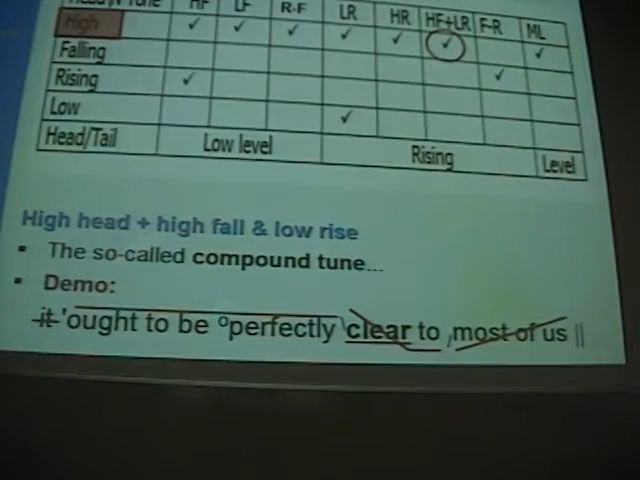 Tune HF LF R-F LR HR HF+LR F-R ML
High ✓ ✓ ✓ ✓ ✓ ✓ ✓
Falling ✓
Rising ✓
Low ✓
Head/Tail Low level Rising Level
High head + high fall & low rise
▪ The so-called compound tune...
▪ Demo:
it 'ought to be °perfectly \clear to ˌmost of us ||